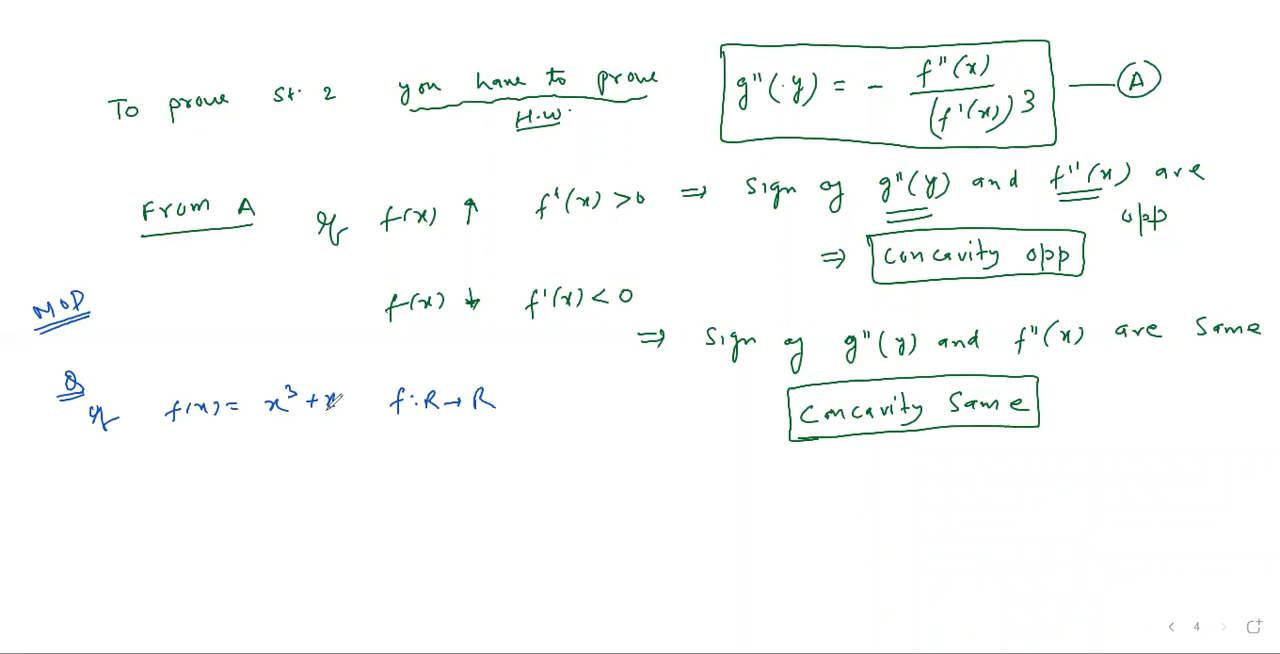 To prove St. 2 you have to prove g"(y) = - f"(x) / (f'(x))3 — A
H.W.
From A If f(x) ↑ f'(x) > 0 ⇒ sign of g"(y) and f"(x) are opp
⇒ concavity opp
MOD
f(x) ↓ f'(x) < 0
⇒ sign of g"(y) and f"(x) are same
concavity same
Q If f(x) = x³ + x f : R → R
4